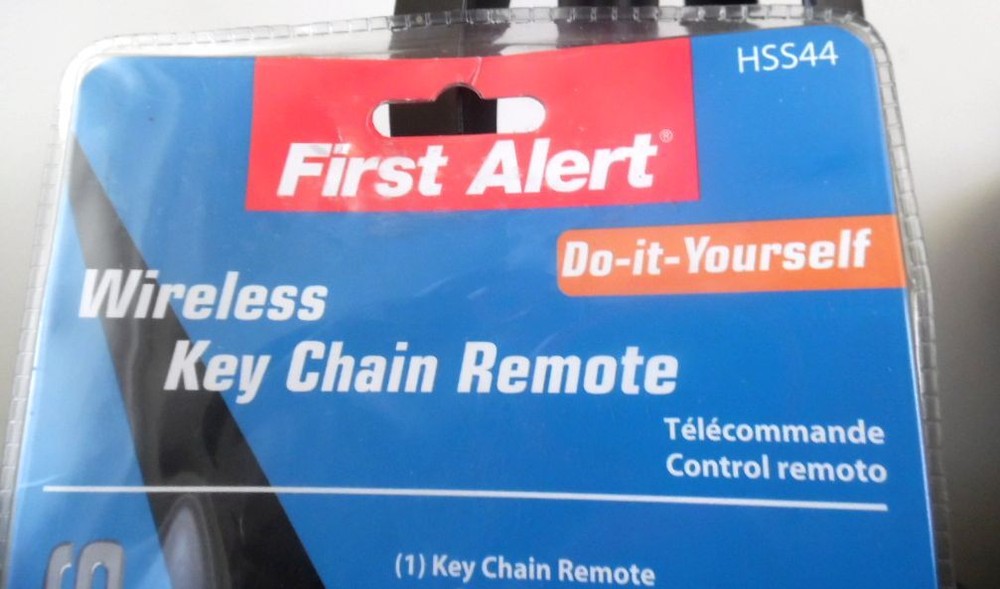 HSS44
First Alert®
Do-it-Yourself
Wireless
Key Chain Remote
Télécommande
Control remoto
(1) Key Chain Remote